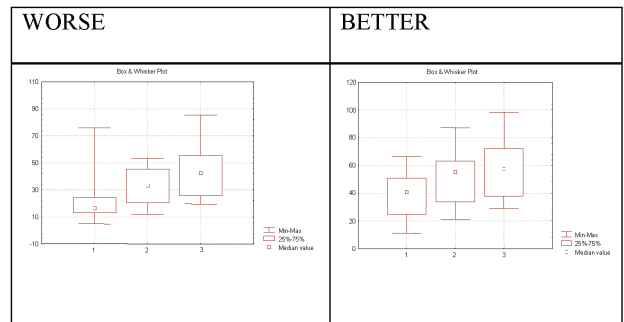 WORSE
BETTER
Box & Whisker Plot
110
90
70
50
30
10
-10
1 2 3
Min-Max
25%-75%
Median value
Box & Whisker Plot
120
100
80
60
40
20
0
1 2 3
Min-Max
25%-75%
Median value